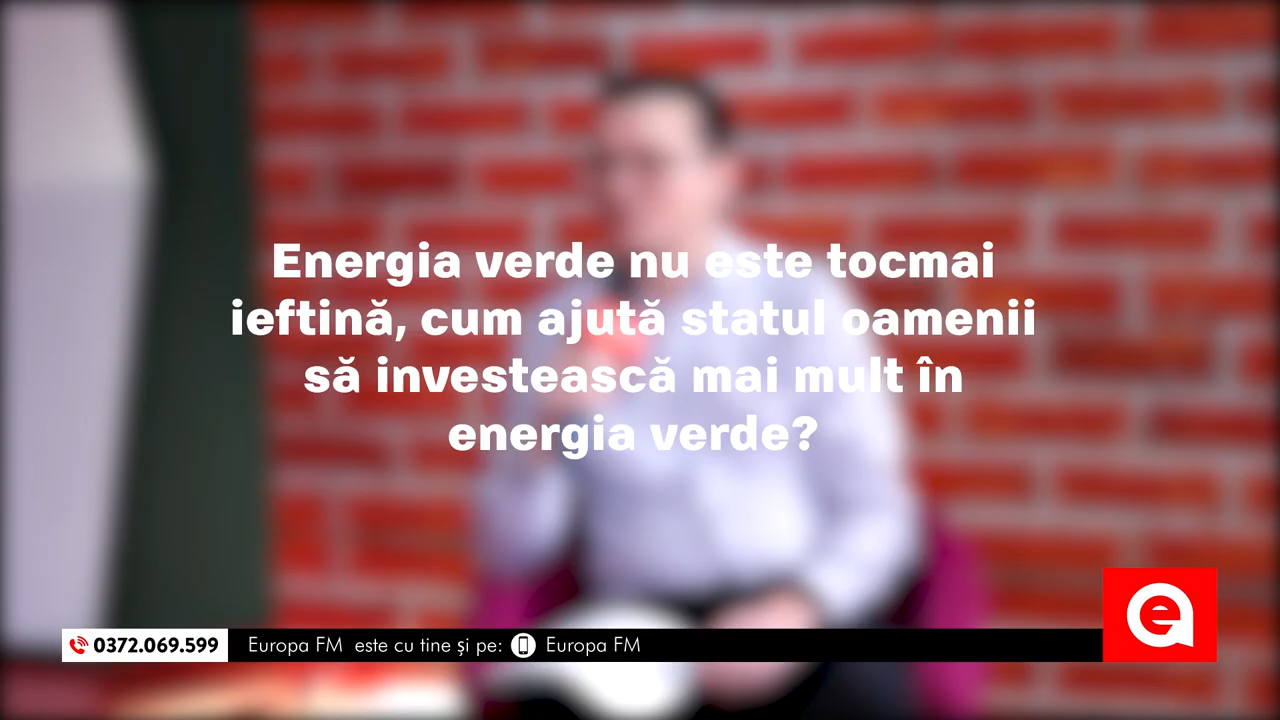 Energia verde nu este tocmai
ieftină, cum ajută statul oamenii
să investească mai mult în
energia verde?
0372.069.599 Europa FM este cu tine și pe: Europa FM
e